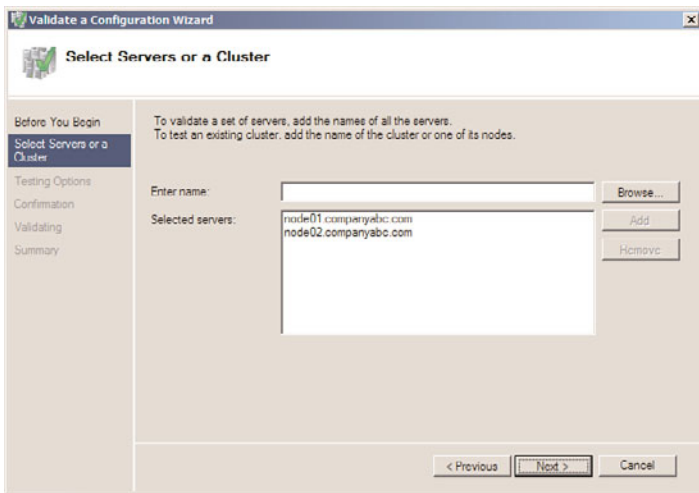 Validate a Configuration Wizard
Select Servers or a Cluster
Before You Begin
Select Servers or a
Cluster
Testing Options
Confirmation
Validating
Summary
To validate a set of servers, add the names of all the servers.
To test an existing cluster, add the name of the cluster or one of its nodes.
Enter name:
Browse...
Selected servers:
node01.companyabc.com
node02.companyabc.com
Add
Remove
< Previous
Next >
Cancel